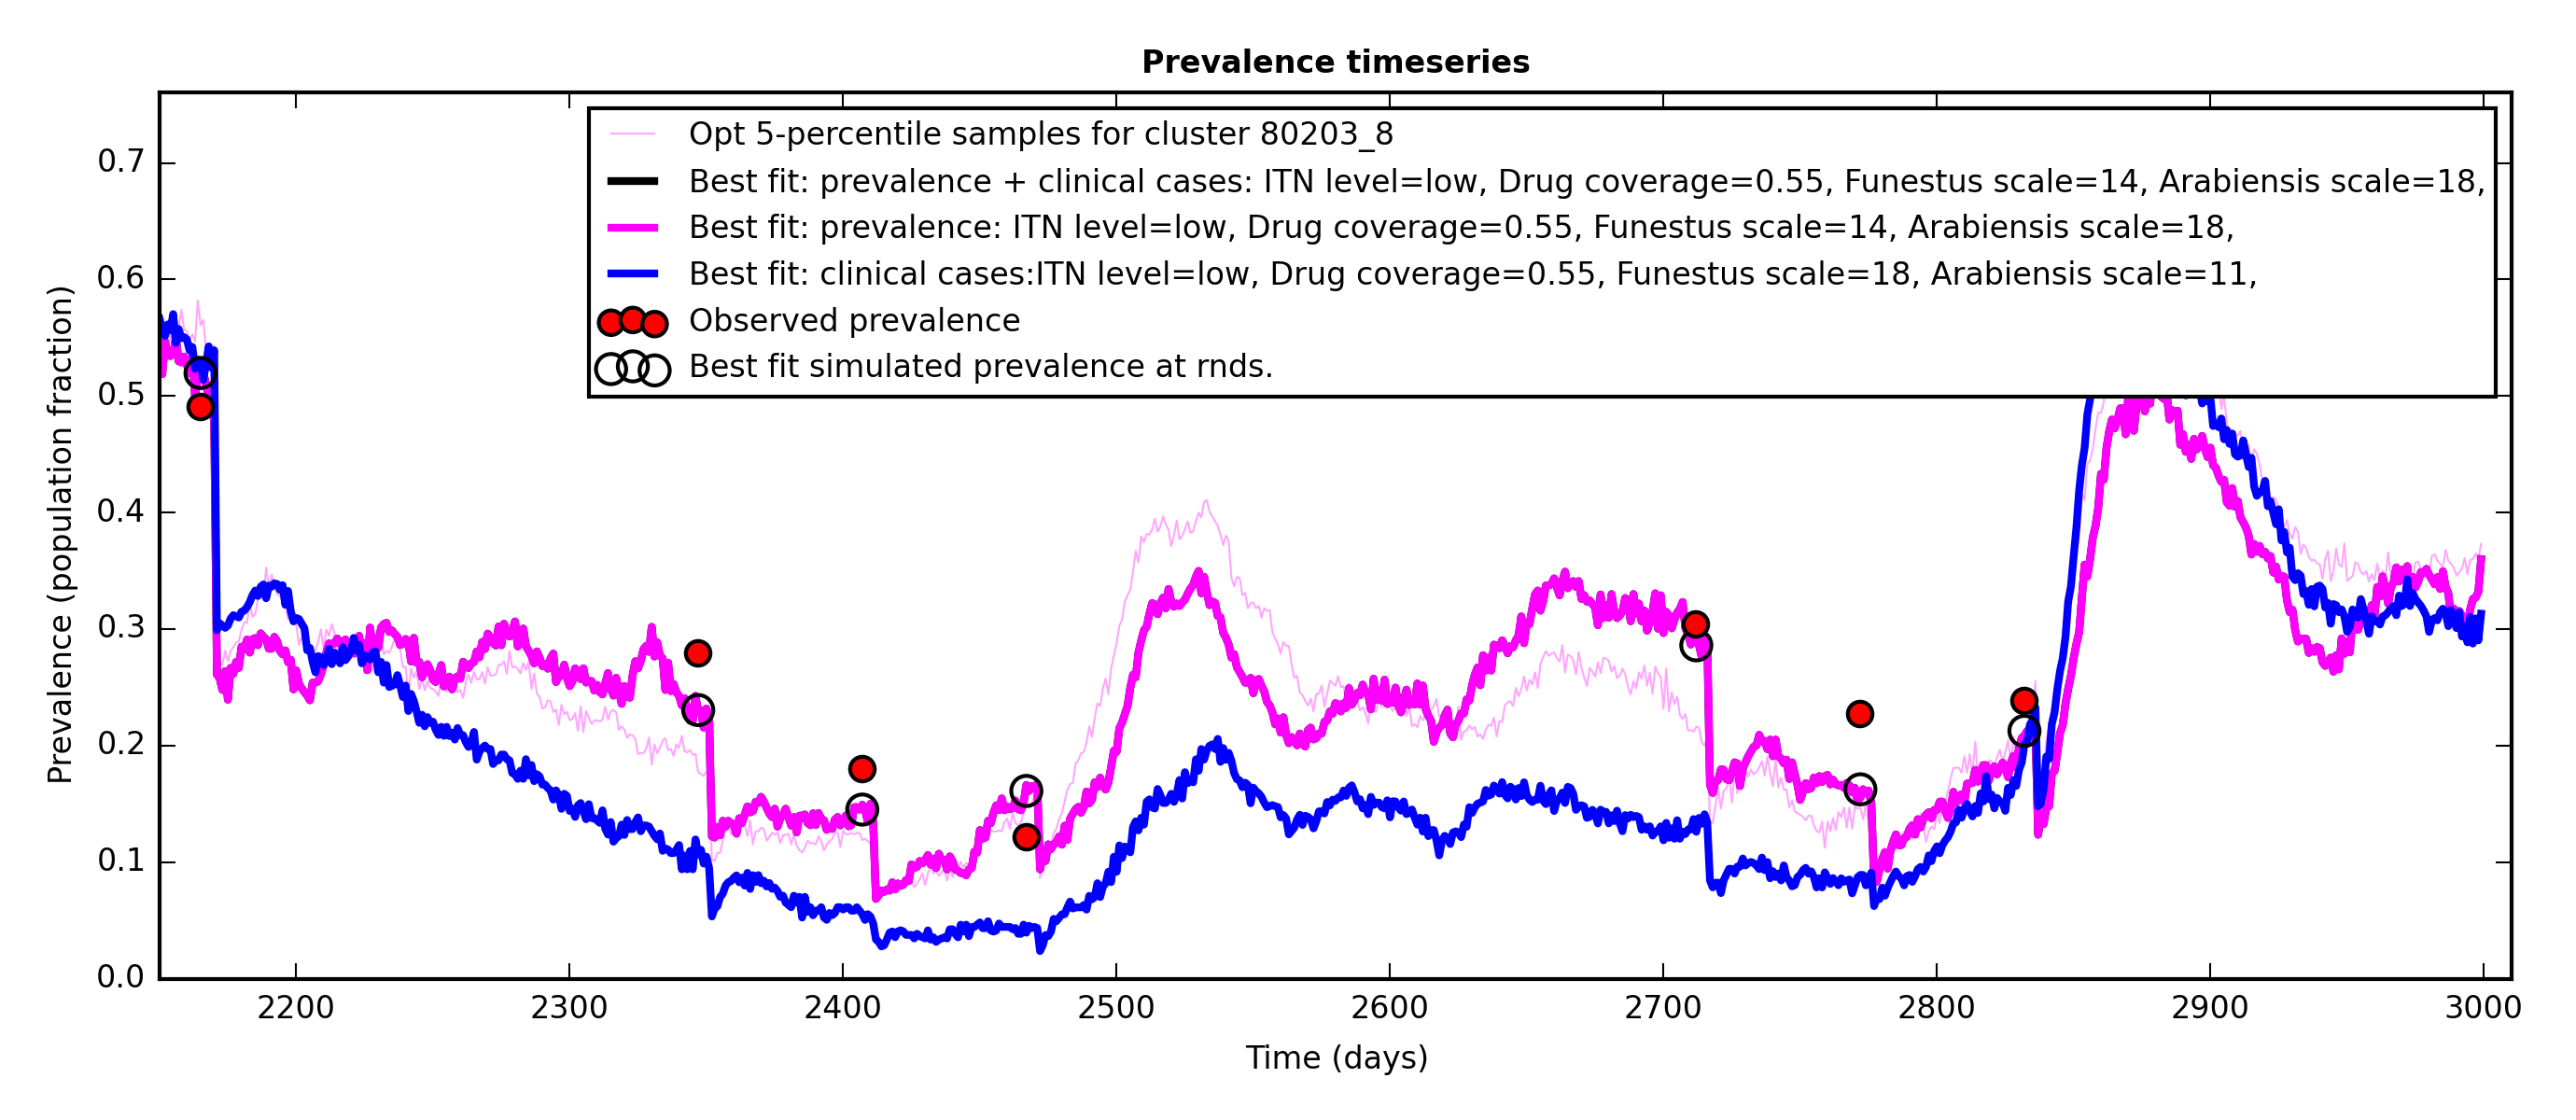 Prevalence timeseries
Opt 5-percentile samples for cluster 80203_8
Best fit: prevalence + clinical cases: ITN level=low, Drug coverage=0.55, Funestus scale=14, Arabiensis scale=18,
Best fit: prevalence: ITN level=low, Drug coverage=0.55, Funestus scale=14, Arabiensis scale=18,
Best fit: clinical cases:ITN level=low, Drug coverage=0.55, Funestus scale=18, Arabiensis scale=11,
Observed prevalence
Best fit simulated prevalence at rnds.
Prevalence (population fraction)
0.7
0.6
0.5
0.4
0.3
0.2
0.1
0.0
2200 2300 2400 2500 2600 2700 2800 2900 3000
Time (days)